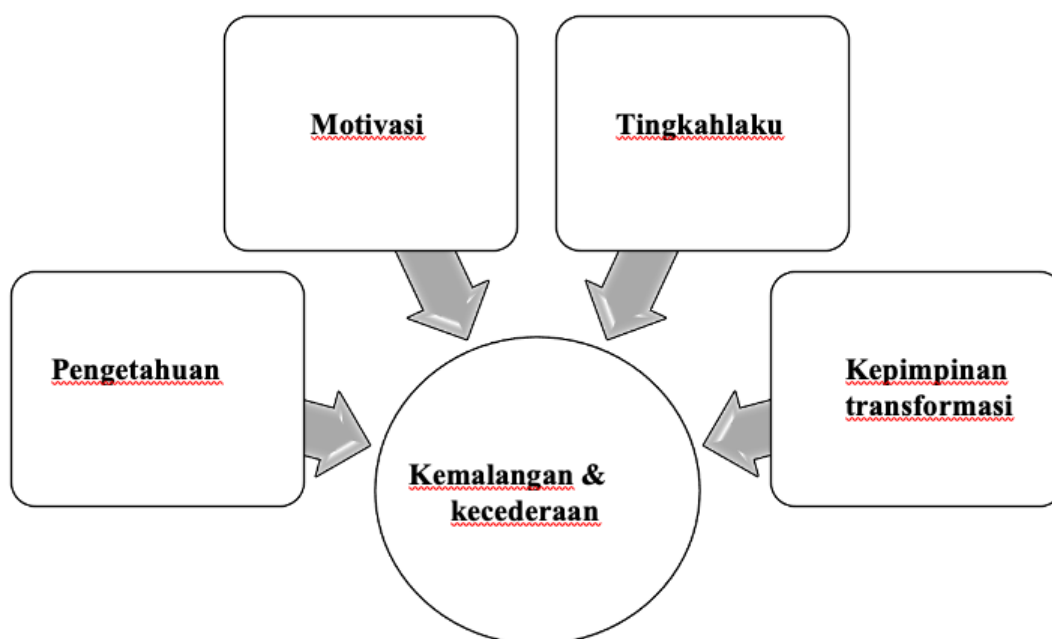 Motivasi
Tingkahlaku
Pengetahuan
Kepimpinan
transformasi
Kemalangan &
kecederaan